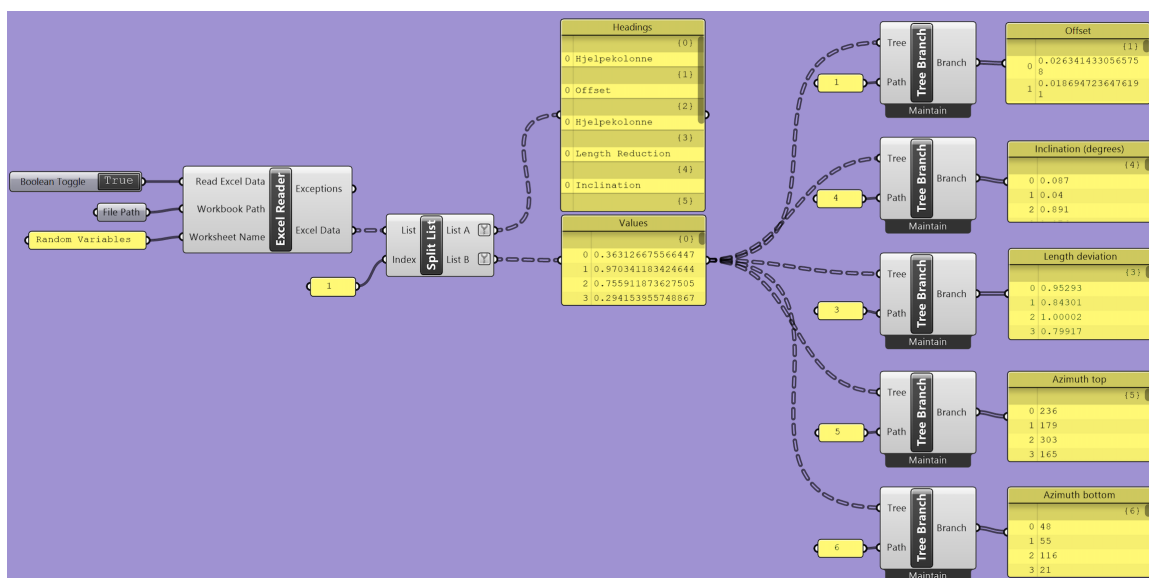 Boolean Toggle True
File Path
Random Variables
Read Excel Data
Workbook Path
Worksheet Name
Excel Reader
Exceptions
Excel Data
1
List
Index
Split List
List A
List B
Headings
{0}
0 Hjelpekolonne
{1}
0 Offset
{2}
0 Hjelpekolonne
{3}
0 Length Reduction
{4}
0 Inclination
{5}
Values
{0}
0 0.363126675566447
1 0.970341183424644
2 0.755911873627505
3 0.294153955748867
1
Tree
Path
Tree Branch
Branch
Maintain
Offset
{1}
0 0.026341433056575
8
1 0.018694723647619
1
4
Tree
Path
Tree Branch
Branch
Maintain
Inclination (degrees)
{4}
0 0.087
1 0.04
2 0.891
3
Tree
Path
Tree Branch
Branch
Maintain
Length deviation
{3}
0 0.95293
1 0.84301
2 1.00002
3 0.79917
5
Tree
Path
Tree Branch
Branch
Maintain
Azimuth top
{5}
0 236
1 179
2 303
3 165
6
Tree
Path
Tree Branch
Branch
Maintain
Azimuth bottom
{6}
0 48
1 55
2 116
3 21